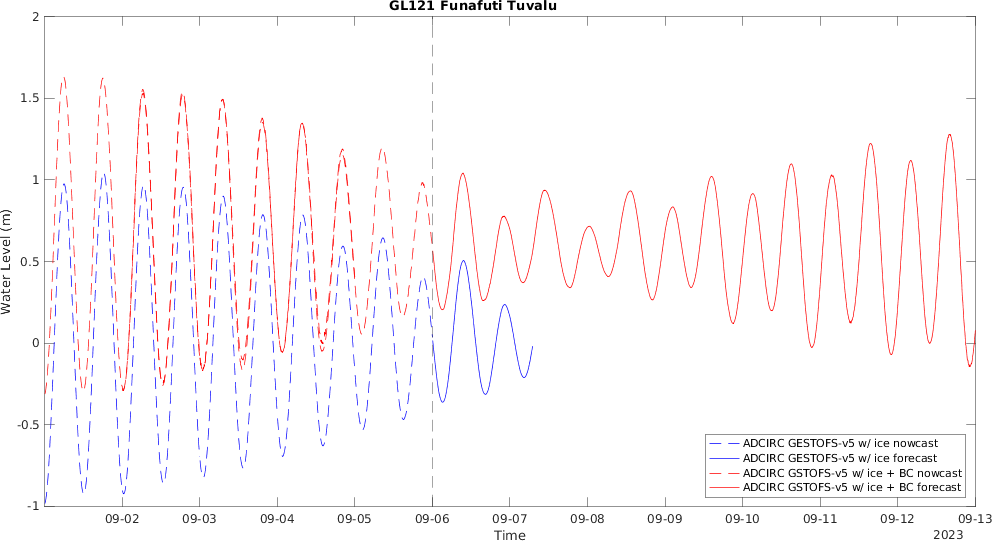 GL121 Funafuti Tuvalu
2
1.5
1
0.5
0
-0.5
-1
Water Level (m)
09-02 09-03 09-04 09-05 09-06 09-07 09-08 09-09 09-10 09-11 09-12 09-13
Time
2023
ADCIRC GESTOFS-v5 w/ ice nowcast
ADCIRC GESTOFS-v5 w/ ice forecast
ADCIRC GSTOFS-v5 w/ ice + BC nowcast
ADCIRC GSTOFS-v5 w/ ice + BC forecast